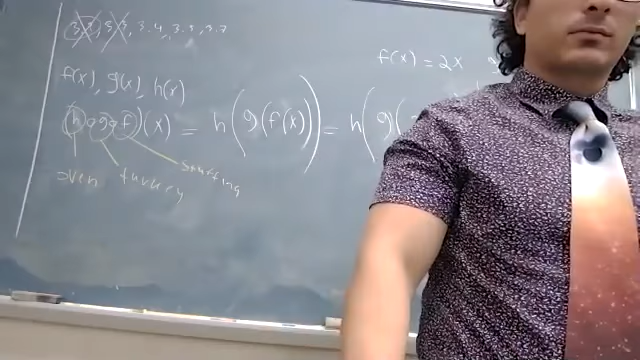 3.4, 3.5, 3.7
f(x) = 2x
f(x), g(x), h(x)
(h∘g∘f)(x) = h(g(f(x))) = h(g(
oven turkey stuffing